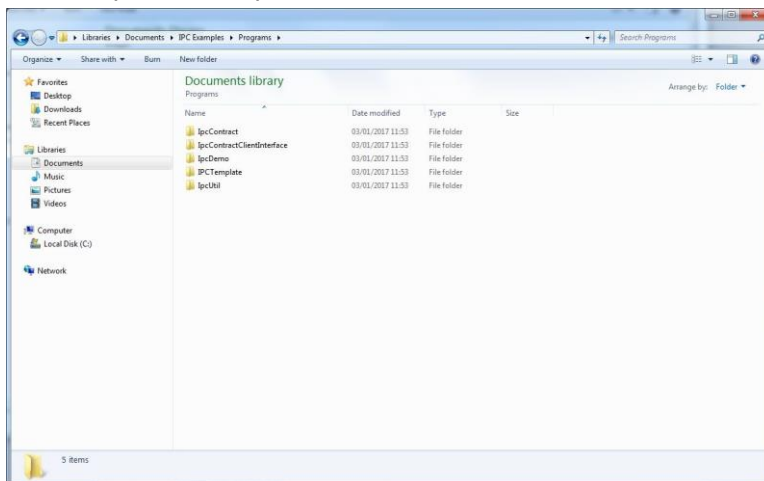 Libraries ▸ Documents ▸ IPC Examples ▸ Programs ▸
Search Programs
Organize Share with Burn New folder
Favorites
Desktop
Downloads
Recent Places
Libraries
Documents
Music
Pictures
Videos
Computer
Local Disk (C:)
Network
Documents library
Programs
Arrange by: Folder
Name Date modified Type Size
IpcContract 03/01/2017 11:53 File folder
IpcContractClientInterface 03/01/2017 11:53 File folder
IpcDemo 03/01/2017 11:53 File folder
IPCTemplate 03/01/2017 11:53 File folder
IpcUtil 03/01/2017 11:53 File folder
5 items